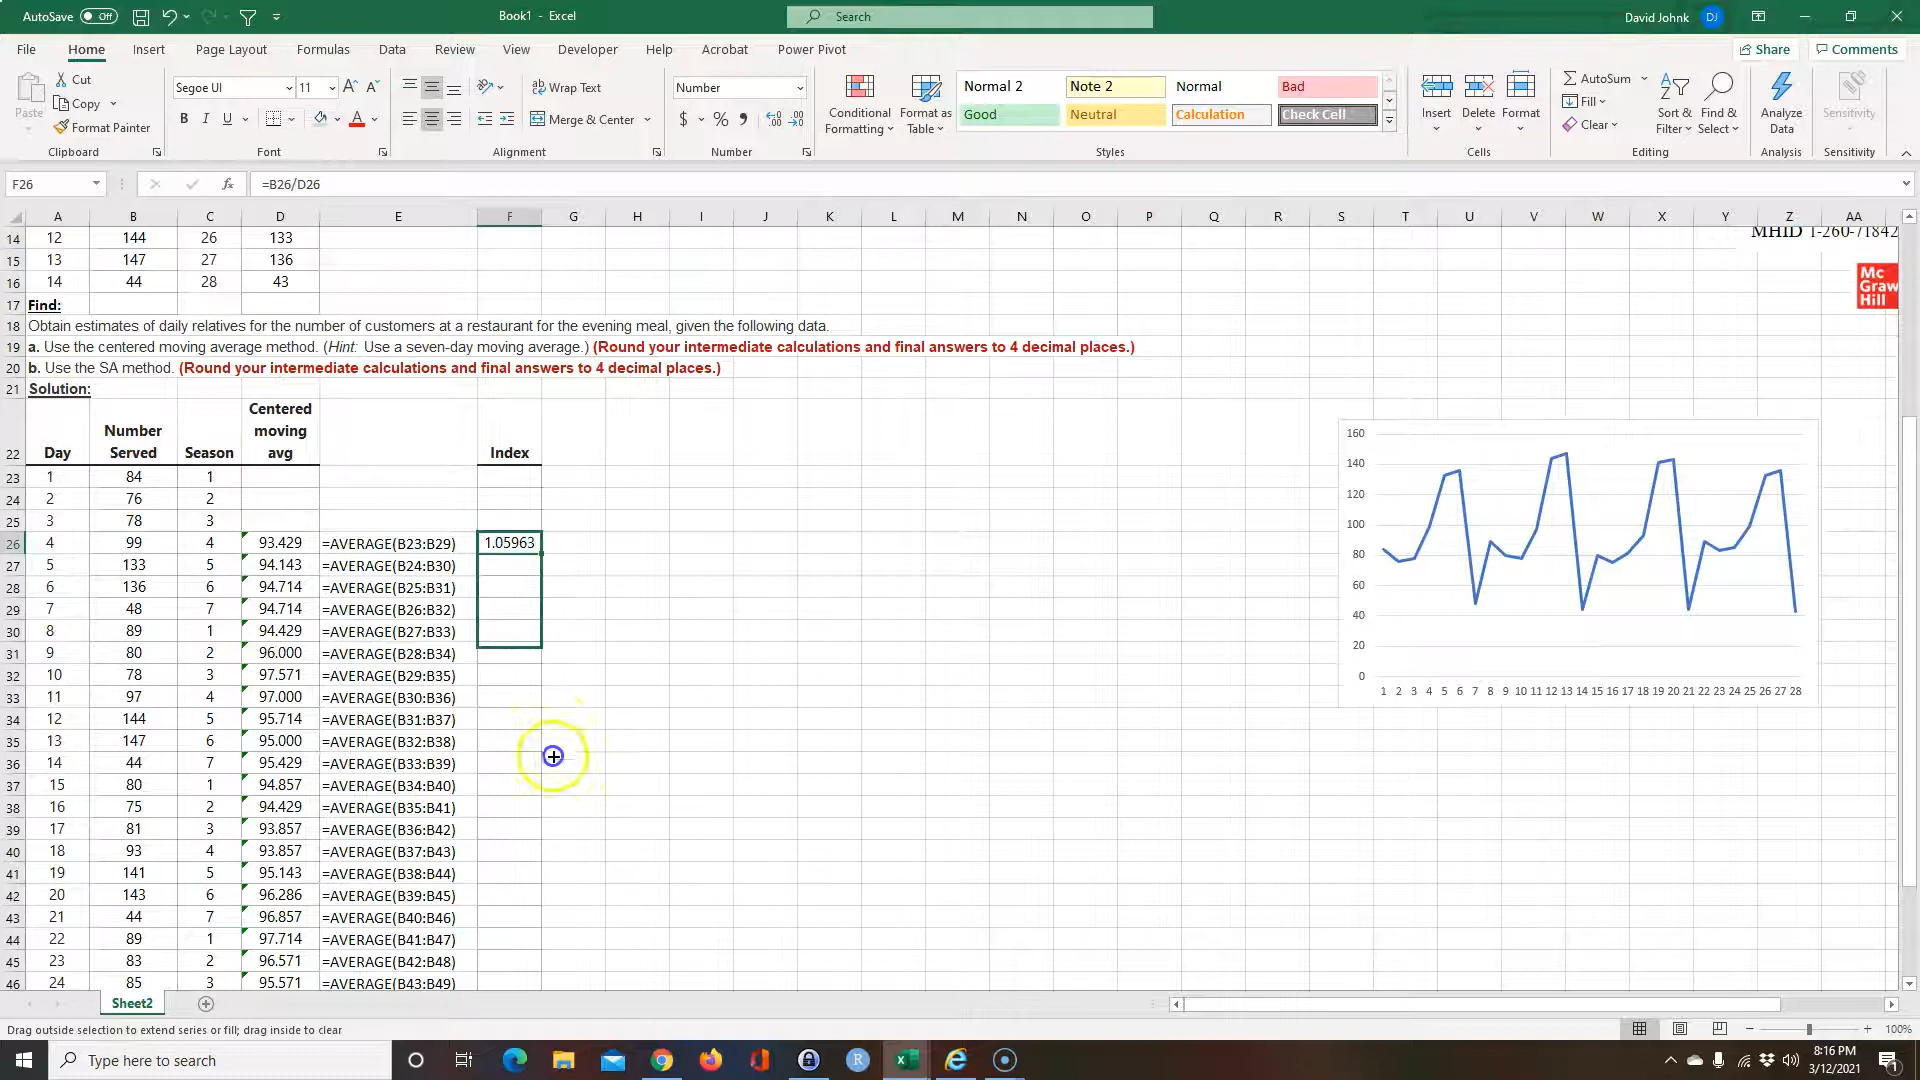 AutoSave Off Book1 - Excel Search David Johnk DJ
File Home Insert Page Layout Formulas Data Review View Developer Help Acrobat Power Pivot Share Comments
Paste Cut Copy Format Painter Clipboard
Segoe UI 11 B I U A Font
Wrap Text Merge & Center Alignment
Number $ % Number
Conditional Formatting Format as Table
Normal 2 Note 2 Normal Bad
Good Neutral Calculation Check Cell
Styles
Insert Delete Format Cells
AutoSum Fill Clear Sort & Filter Find & Select Editing
Analyze Data Analysis
Sensitivity Sensitivity
F26 fx =B26/D26
A B C D E F G H I J K L M N O P Q R S T U V W X Y Z AA
14 12 144 26 133
MHID 1-260-71842
15 13 147 27 136
16 14 44 28 43
Mc Graw Hill
17 Find:
18 Obtain estimates of daily relatives for the number of customers at a restaurant for the evening meal, given the following data.
19 a. Use the centered moving average method. (Hint: Use a seven-day moving average.) (Round your intermediate calculations and final answers to 4 decimal places.)
20 b. Use the SA method. (Round your intermediate calculations and final answers to 4 decimal places.)
21 Solution:
22 Day Number Served Season Centered moving avg Index
23 1 84 1
24 2 76 2
25 3 78 3
26 4 99 4 93.429 =AVERAGE(B23:B29) 1.05963
27 5 133 5 94.143 =AVERAGE(B24:B30)
28 6 136 6 94.714 =AVERAGE(B25:B31)
29 7 48 7 94.714 =AVERAGE(B26:B32)
30 8 89 1 94.429 =AVERAGE(B27:B33)
31 9 80 2 96.000 =AVERAGE(B28:B34)
32 10 78 3 97.571 =AVERAGE(B29:B35)
33 11 97 4 97.000 =AVERAGE(B30:B36)
34 12 144 5 95.714 =AVERAGE(B31:B37)
35 13 147 6 95.000 =AVERAGE(B32:B38)
36 14 44 7 95.429 =AVERAGE(B33:B39)
37 15 80 1 94.857 =AVERAGE(B34:B40)
38 16 75 2 94.429 =AVERAGE(B35:B41)
39 17 81 3 93.857 =AVERAGE(B36:B42)
40 18 93 4 93.857 =AVERAGE(B37:B43)
41 19 141 5 95.143 =AVERAGE(B38:B44)
42 20 143 6 96.286 =AVERAGE(B39:B45)
43 21 44 7 96.857 =AVERAGE(B40:B46)
44 22 89 1 97.714 =AVERAGE(B41:B47)
45 23 83 2 96.571 =AVERAGE(B42:B48)
46 24 85 3 95.571 =AVERAGE(B43:B49)
160
140
120
100
80
60
40
20
0
1 2 3 4 5 6 7 8 9 10 11 12 13 14 15 16 17 18 19 20 21 22 23 24 25 26 27 28
Sheet2
Drag outside selection to extend series or fill; drag inside to clear 100%
Type here to search R 8:16 PM
3/12/2021 1